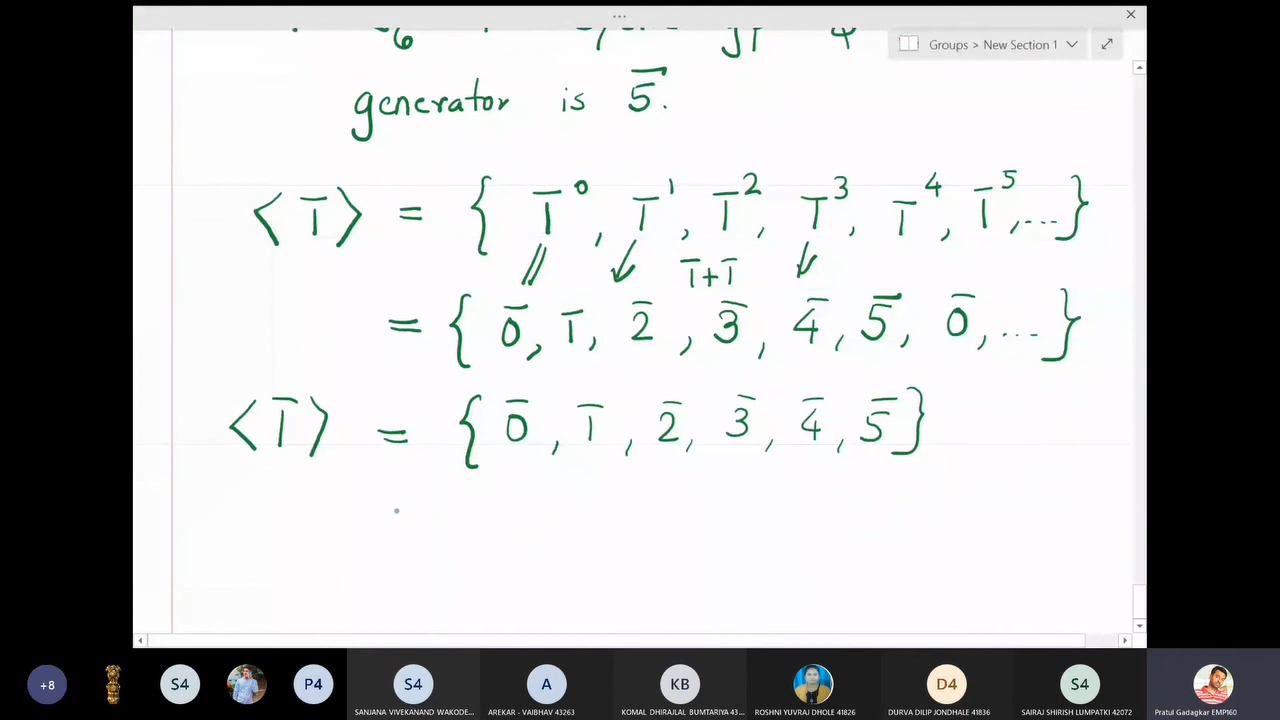 Groups > New Section 1
generator is 5̅.
⟨1̅⟩ = { 1̅⁰, 1̅¹, 1̅², 1̅³, 1̅⁴, 1̅⁵, ... }
1̅+1̅
= { 0̅, 1̅, 2̅, 3̅, 4̅, 5̅, 0̅, ... }
⟨1̅⟩ = { 0̅, 1̅, 2̅, 3̅, 4̅, 5̅ }
+8 S4 P4 S4 A KB D4 S4
SANJANA VIVEKANAND WAKODE... AREKAR - VAIBHAV 43263 KOMAL DHIRAJLAL BUMTARIYA 43... ROSHNI YUVRAJ DHOLE 41826 DURVA DILIP JONDHALE 41836 SAIRAJ SHIRISH LUMPATKI 42072 Pratul Gadagkar EMP160